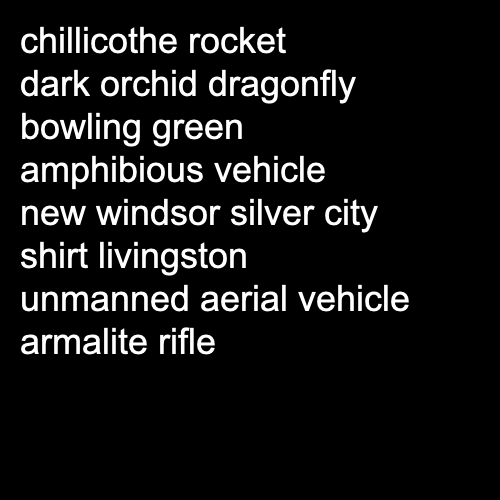 chillicothe rocket
dark orchid dragonfly
bowling green
amphibious vehicle
new windsor silver city
shirt livingston
unmanned aerial vehicle
armalite rifle